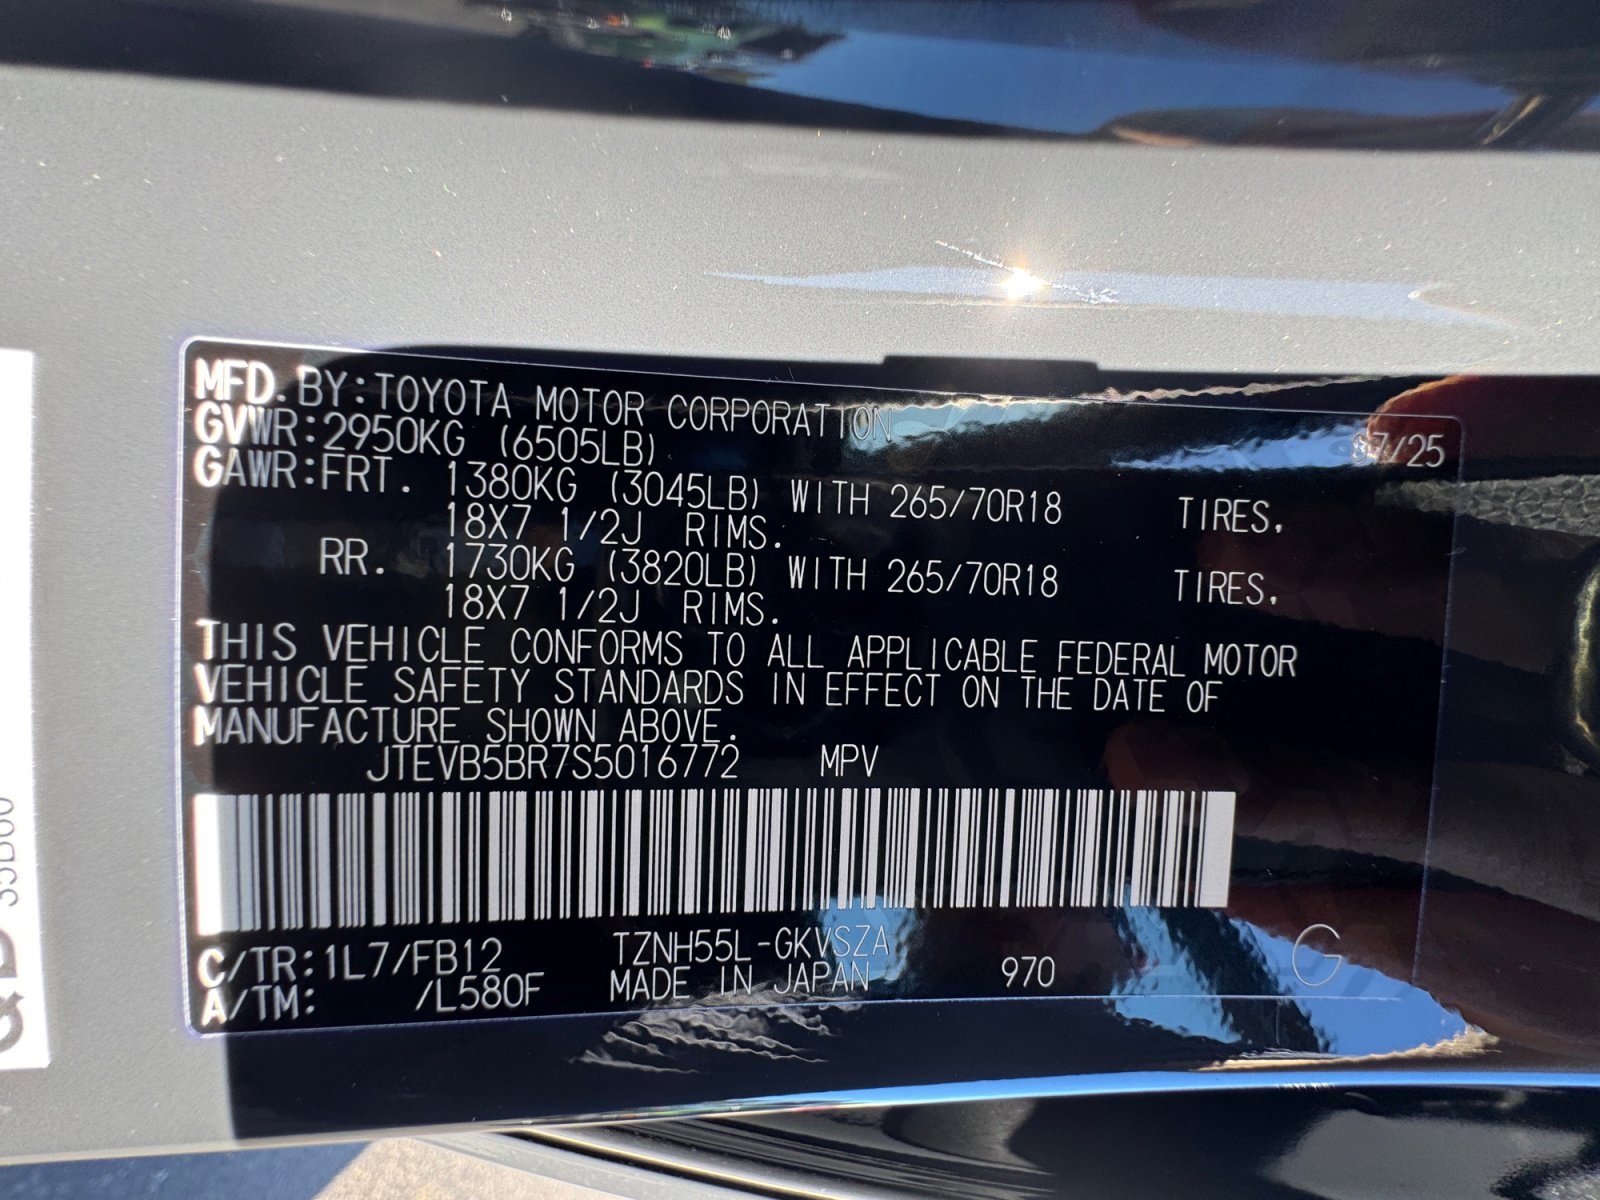 MFD. BY:TOYOTA MOTOR CORPORATION 07/25
GVWR:2950KG (6505LB)
GAWR:FRT. 1380KG (3045LB) WITH 265/70R18 TIRES,
18X7 1/2J RIMS.
RR. 1730KG (3820LB) WITH 265/70R18 TIRES,
18X7 1/2J RIMS.
THIS VEHICLE CONFORMS TO ALL APPLICABLE FEDERAL MOTOR
VEHICLE SAFETY STANDARDS IN EFFECT ON THE DATE OF
MANUFACTURE SHOWN ABOVE.
JTEVB5BR7S5016772 MPV
C/TR:1L7/FB12 TZNH55L-GKVSZA
A/TM: /L580F MADE IN JAPAN 970 G